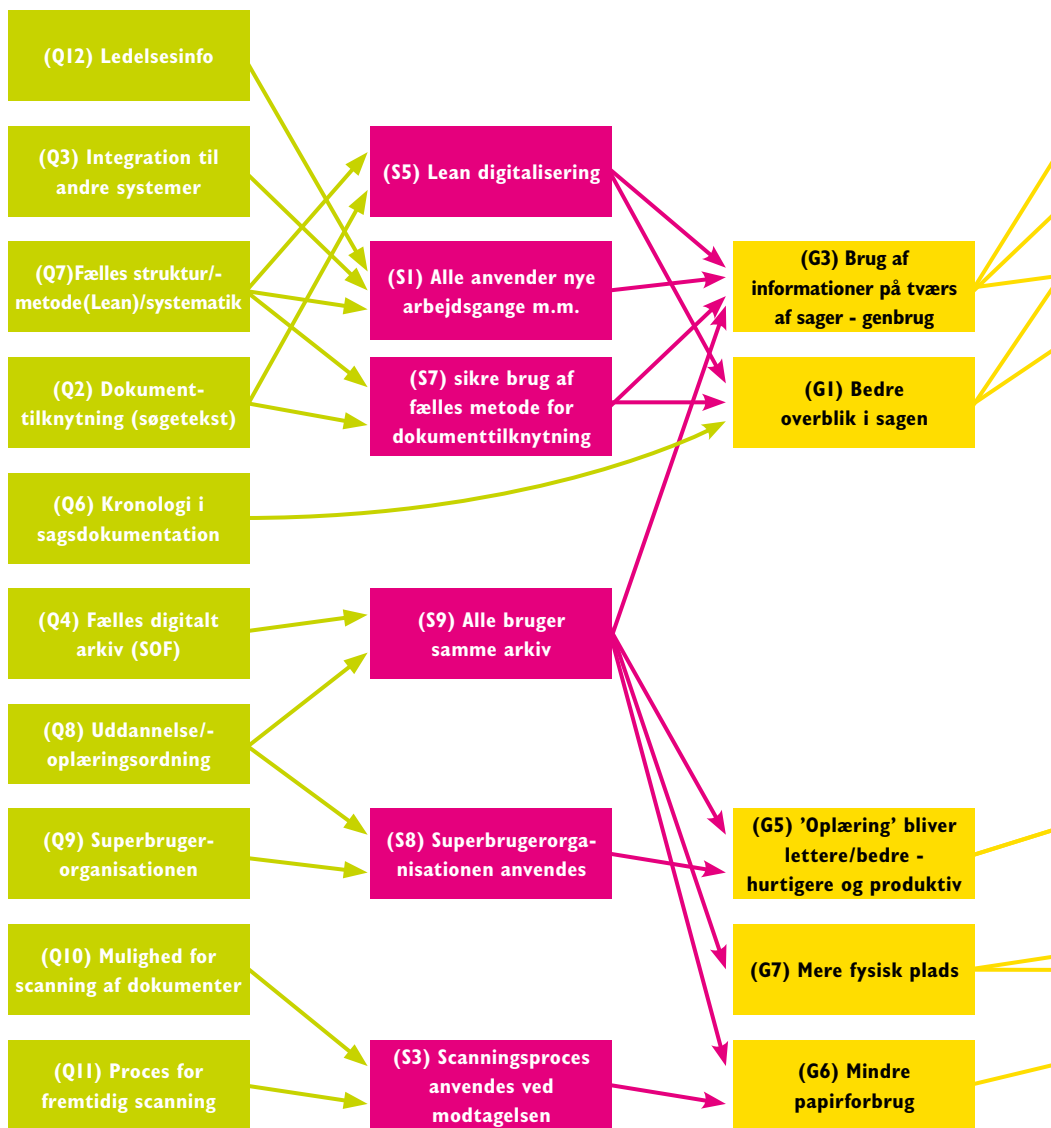 (Q12) Ledelsesinfo
(Q3) Integration til
andre systemer
(Q7)Fælles struktur/-
metode(Lean)/systematik
(Q2) Dokument-
tilknytning (søgetekst)
(Q6) Kronologi i
sagsdokumentation
(Q4) Fælles digitalt
arkiv (SOF)
(Q8) Uddannelse/-
oplæringsordning
(Q9) Superbruger-
organisationen
(Q10) Mulighed for
scanning af dokumenter
(Q11) Proces for
fremtidig scanning
(S5) Lean digitalisering
(S1) Alle anvender nye
arbejdsgange m.m.
(S7) sikre brug af
fælles metode for
dokumenttilknytning
(S9) Alle bruger
samme arkiv
(S8) Superbrugerorga-
nisationen anvendes
(S3) Scanningsproces
anvendes ved
modtagelsen
(G3) Brug af
informationer på tværs
af sager - genbrug
(G1) Bedre
overblik i sagen
(G5) 'Oplæring' bliver
lettere/bedre -
hurtigere og produktiv
(G7) Mere fysisk plads
(G6) Mindre
papirforbrug